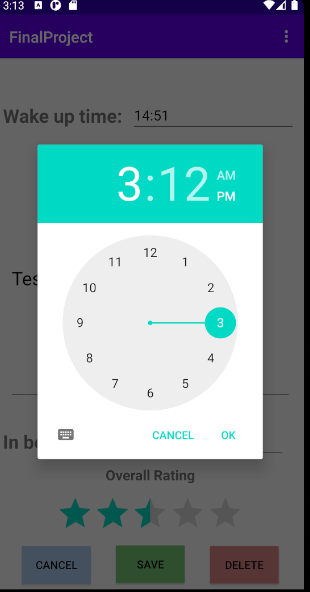 3:13
FinalProject
Wake up time: 14:51
3:12 AM
PM
12
11 1
10 2
9 3
8 4
7 5
6
Tes
CANCEL OK
In be
Overall Rating
CANCEL SAVE DELETE